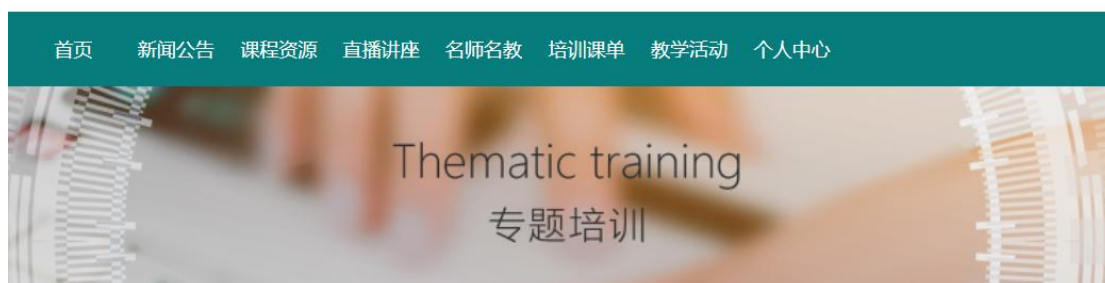 首页 新闻公告 课程资源 直播讲座 名师名教 培训课单 教学活动 个人中心
Thematic training
专题培训